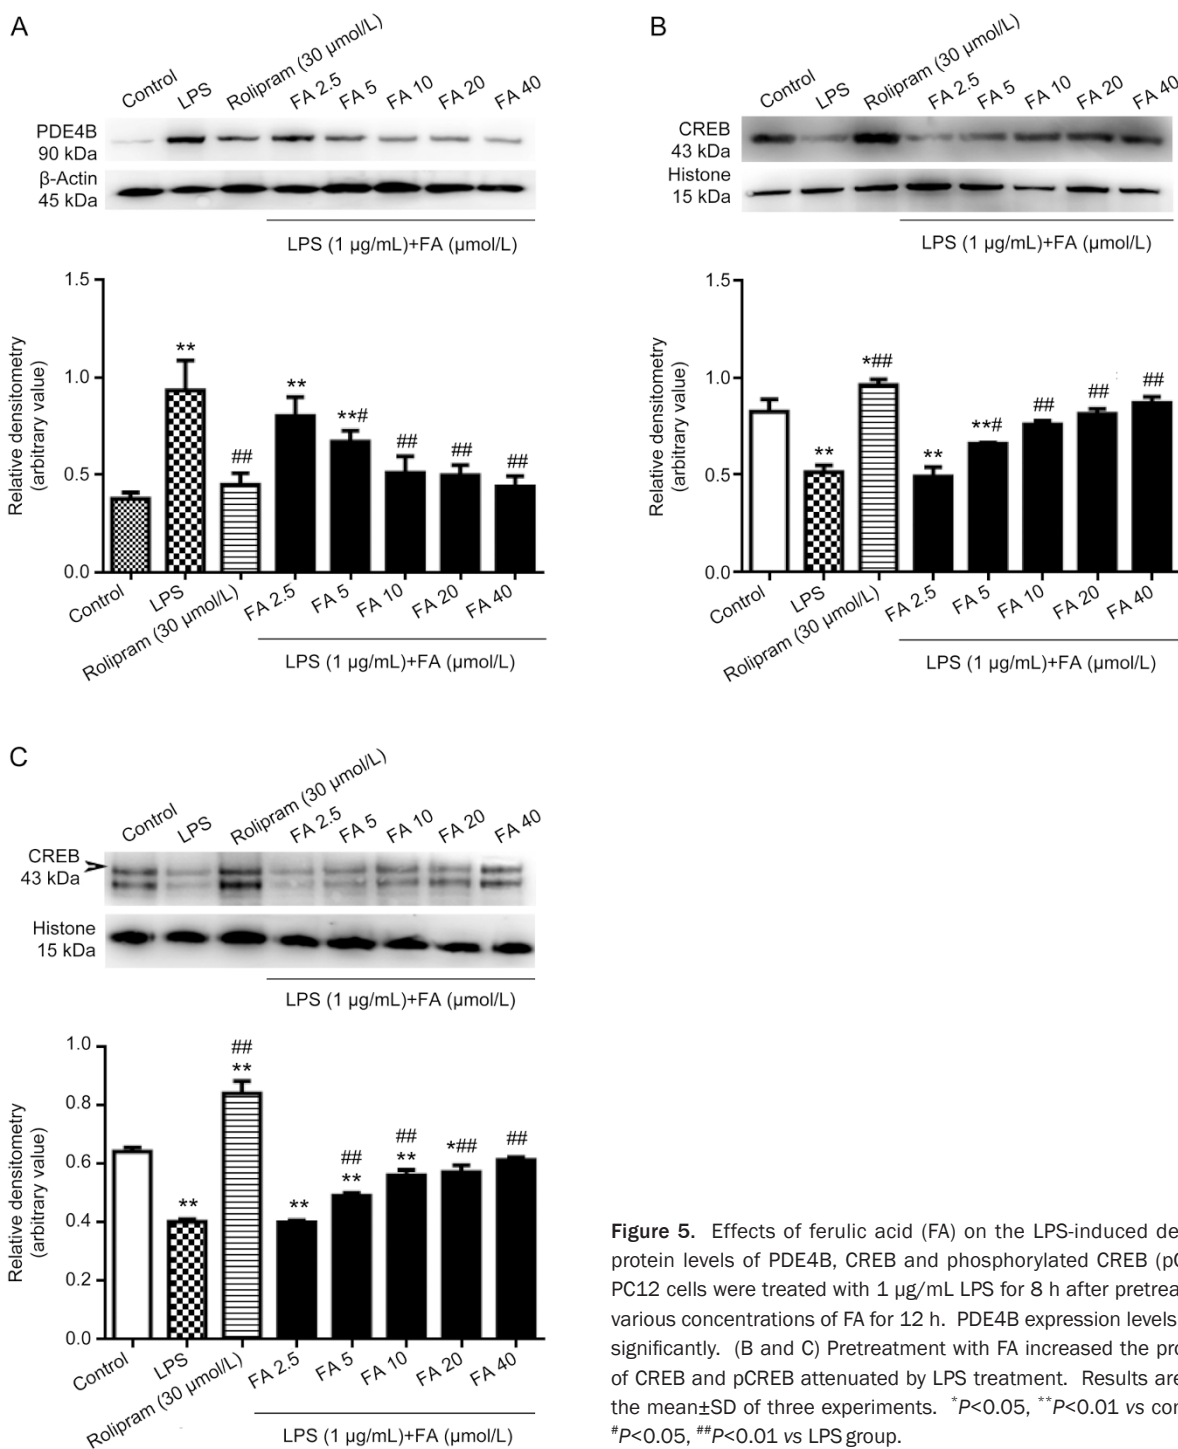 A
Control
LPS
Rolipram (30 µmol/L)
FA 2.5
FA 5
FA 10
FA 20
FA 40
PDE4B
90 kDa
β-Actin
45 kDa
LPS (1 µg/mL)+FA (µmol/L)
Relative densitometry
(arbitrary value)
1.5
1.0
0.5
0.0
**
##
**
**#
##
##
##
Control
LPS
Rolipram (30 µmol/L)
FA 2.5
FA 5
FA 10
FA 20
FA 40
LPS (1 µg/mL)+FA (µmol/L)
B
Control
LPS
Rolipram (30 µmol/L)
FA 2.5
FA 5
FA 10
FA 20
FA 40
CREB
43 kDa
Histone
15 kDa
LPS (1 µg/mL)+FA (µmol/L)
Relative densitometry
(arbitrary value)
1.5
1.0
0.5
0.0
**
*##
**
**#
##
##
##
Control
LPS
Rolipram (30 µmol/L)
FA 2.5
FA 5
FA 10
FA 20
FA 40
LPS (1 µg/mL)+FA (µmol/L)
C
Control
LPS
Rolipram (30 µmol/L)
FA 2.5
FA 5
FA 10
FA 20
FA 40
CREB
43 kDa
Histone
15 kDa
LPS (1 µg/mL)+FA (µmol/L)
Relative densitometry
(arbitrary value)
1.0
0.8
0.6
0.4
0.2
0.0
**
##
**
**
##
**
##
**
*##
##
Control
LPS
Rolipram (30 µmol/L)
FA 2.5
FA 5
FA 10
FA 20
FA 40
LPS (1 µg/mL)+FA (µmol/L)
Figure 5. Effects of ferulic acid (FA) on the LPS-induced de
protein levels of PDE4B, CREB and phosphorylated CREB (pC
PC12 cells were treated with 1 µg/mL LPS for 8 h after pretrea
various concentrations of FA for 12 h. PDE4B expression levels
significantly. (B and C) Pretreatment with FA increased the pro
of CREB and pCREB attenuated by LPS treatment. Results are
the mean±SD of three experiments. *P<0.05, **P<0.01 vs con
#P<0.05, ##P<0.01 vs LPS group.